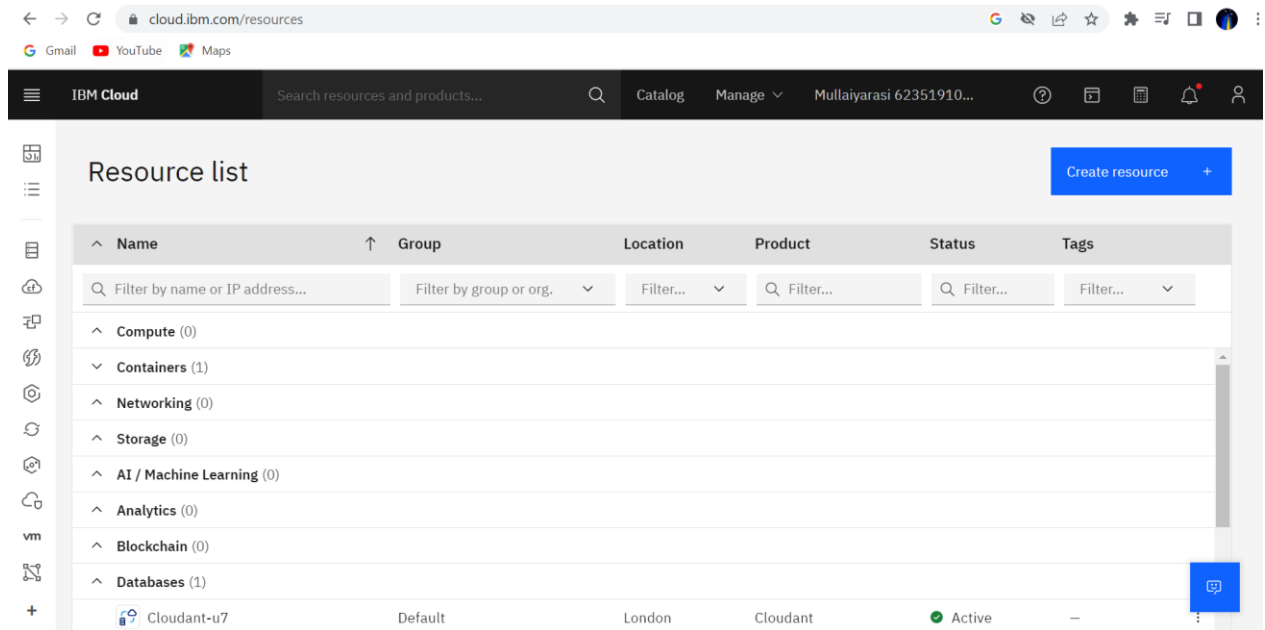 cloud.ibm.com/resources
Gmail YouTube Maps
IBM Cloud Search resources and products... Catalog Manage Mullaiyarasi 62351910...
Resource list
Create resource +
Name Group Location Product Status Tags
Filter by name or IP address... Filter by group or org. Filter... Filter... Filter... Filter...
Compute (0)
Containers (1)
Networking (0)
Storage (0)
AI / Machine Learning (0)
Analytics (0)
Blockchain (0)
vm
Databases (1)
Cloudant-u7 Default London Cloudant Active –